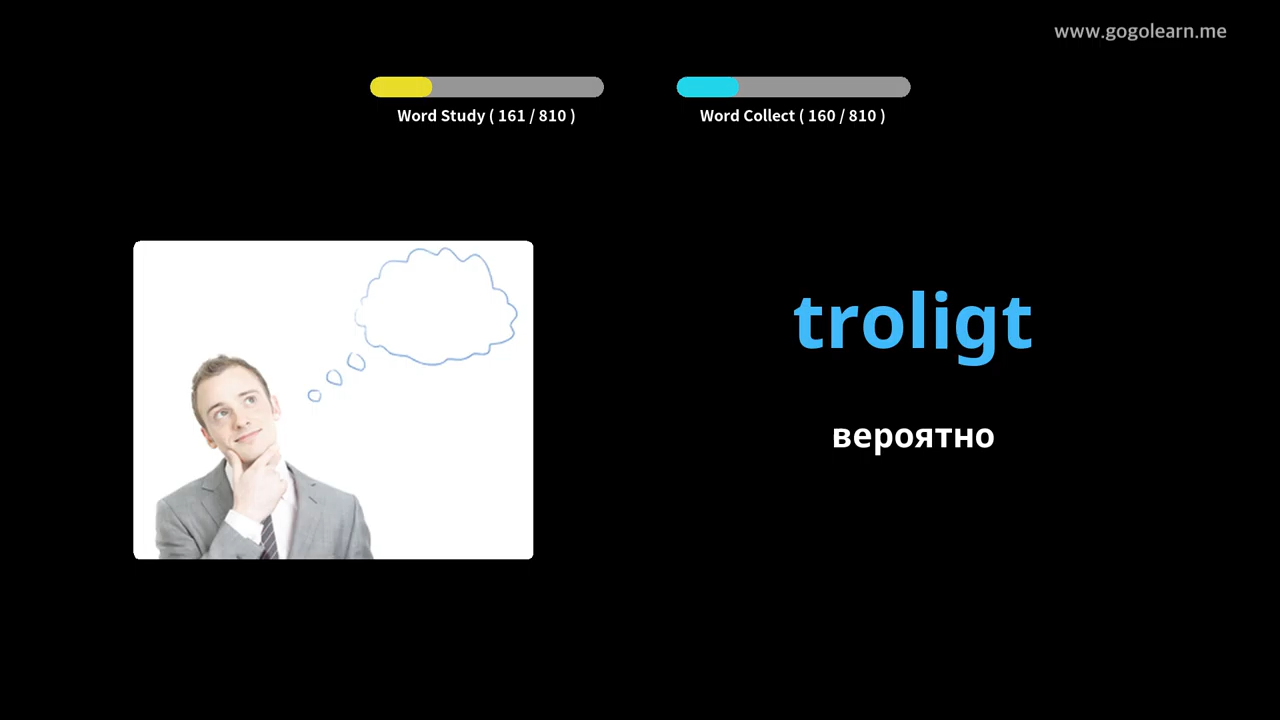 www.gogolearn.me
Word Study ( 161 / 810 )
Word Collect ( 160 / 810 )
troligt
вероятно